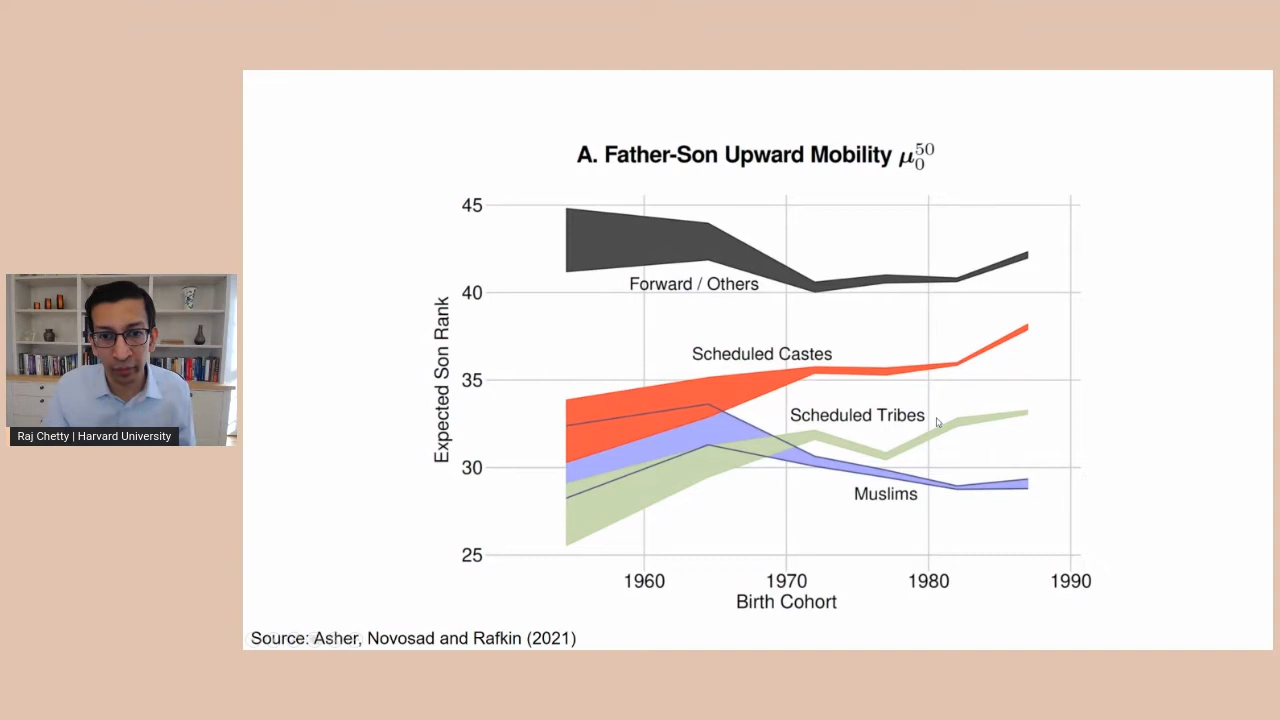 A. Father-Son Upward Mobility μ₀⁵⁰
45
40
35
30
25
Expected Son Rank
Forward / Others
Scheduled Castes
Scheduled Tribes
Muslims
1960 1970 1980 1990
Birth Cohort
Raj Chetty | Harvard University
Source: Asher, Novosad and Rafkin (2021)